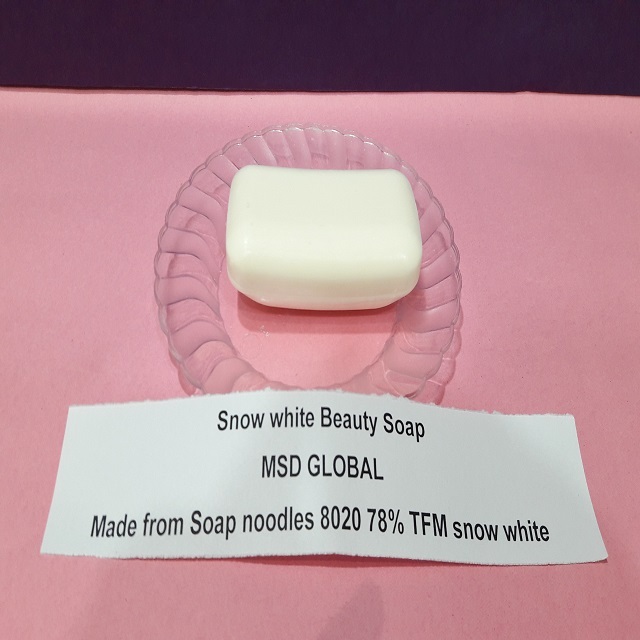 Snow white Beauty Soap
MSD GLOBAL
Made from Soap noodles 8020 78% TFM snow white